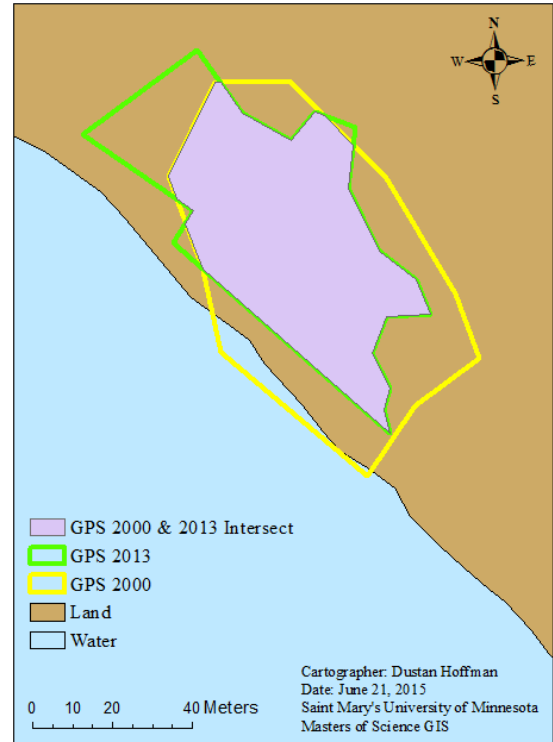 N
W E
S
GPS 2000 & 2013 Intersect
GPS 2013
GPS 2000
Land
Water
Cartographer: Dustan Hoffman
Date: June 21, 2015
Saint Mary's University of Minnesota
Masters of Science GIS
0 10 20 40 Meters